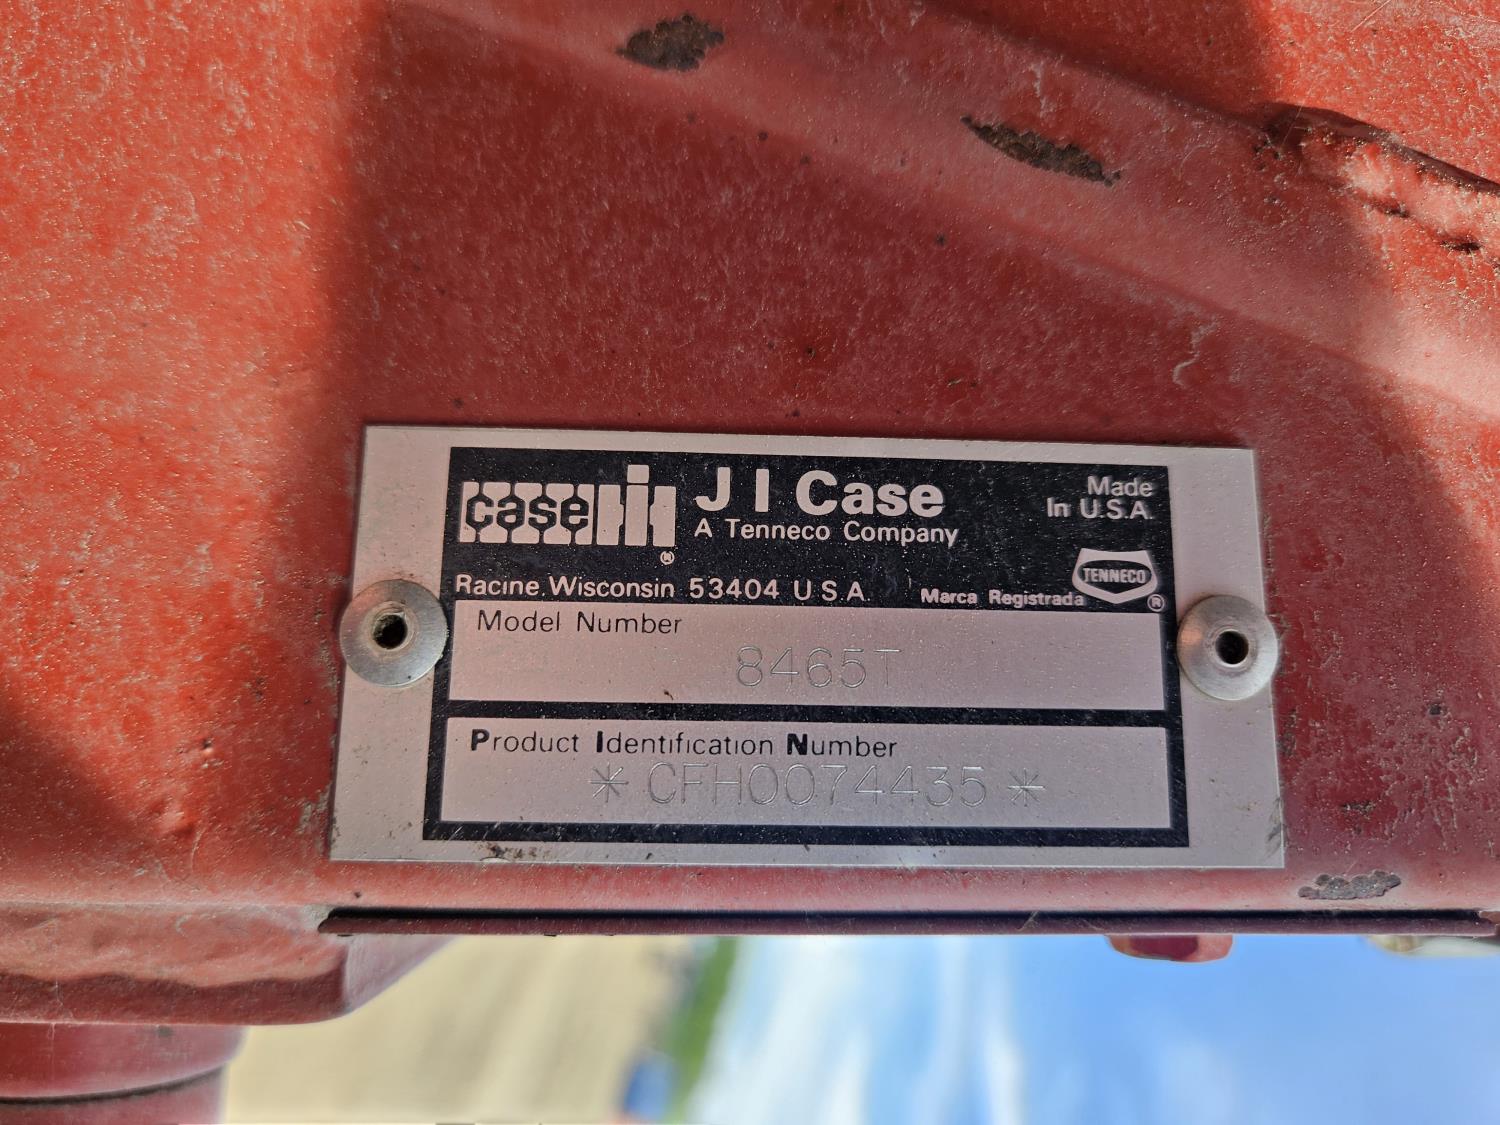 case IH ®
J I Case
A Tenneco Company
Made
In U.S.A.
Racine, Wisconsin 53404 U S A
Marca Registrada
TENNECO ®
Model Number
8465T
Product Identification Number
* CFH0074435 *